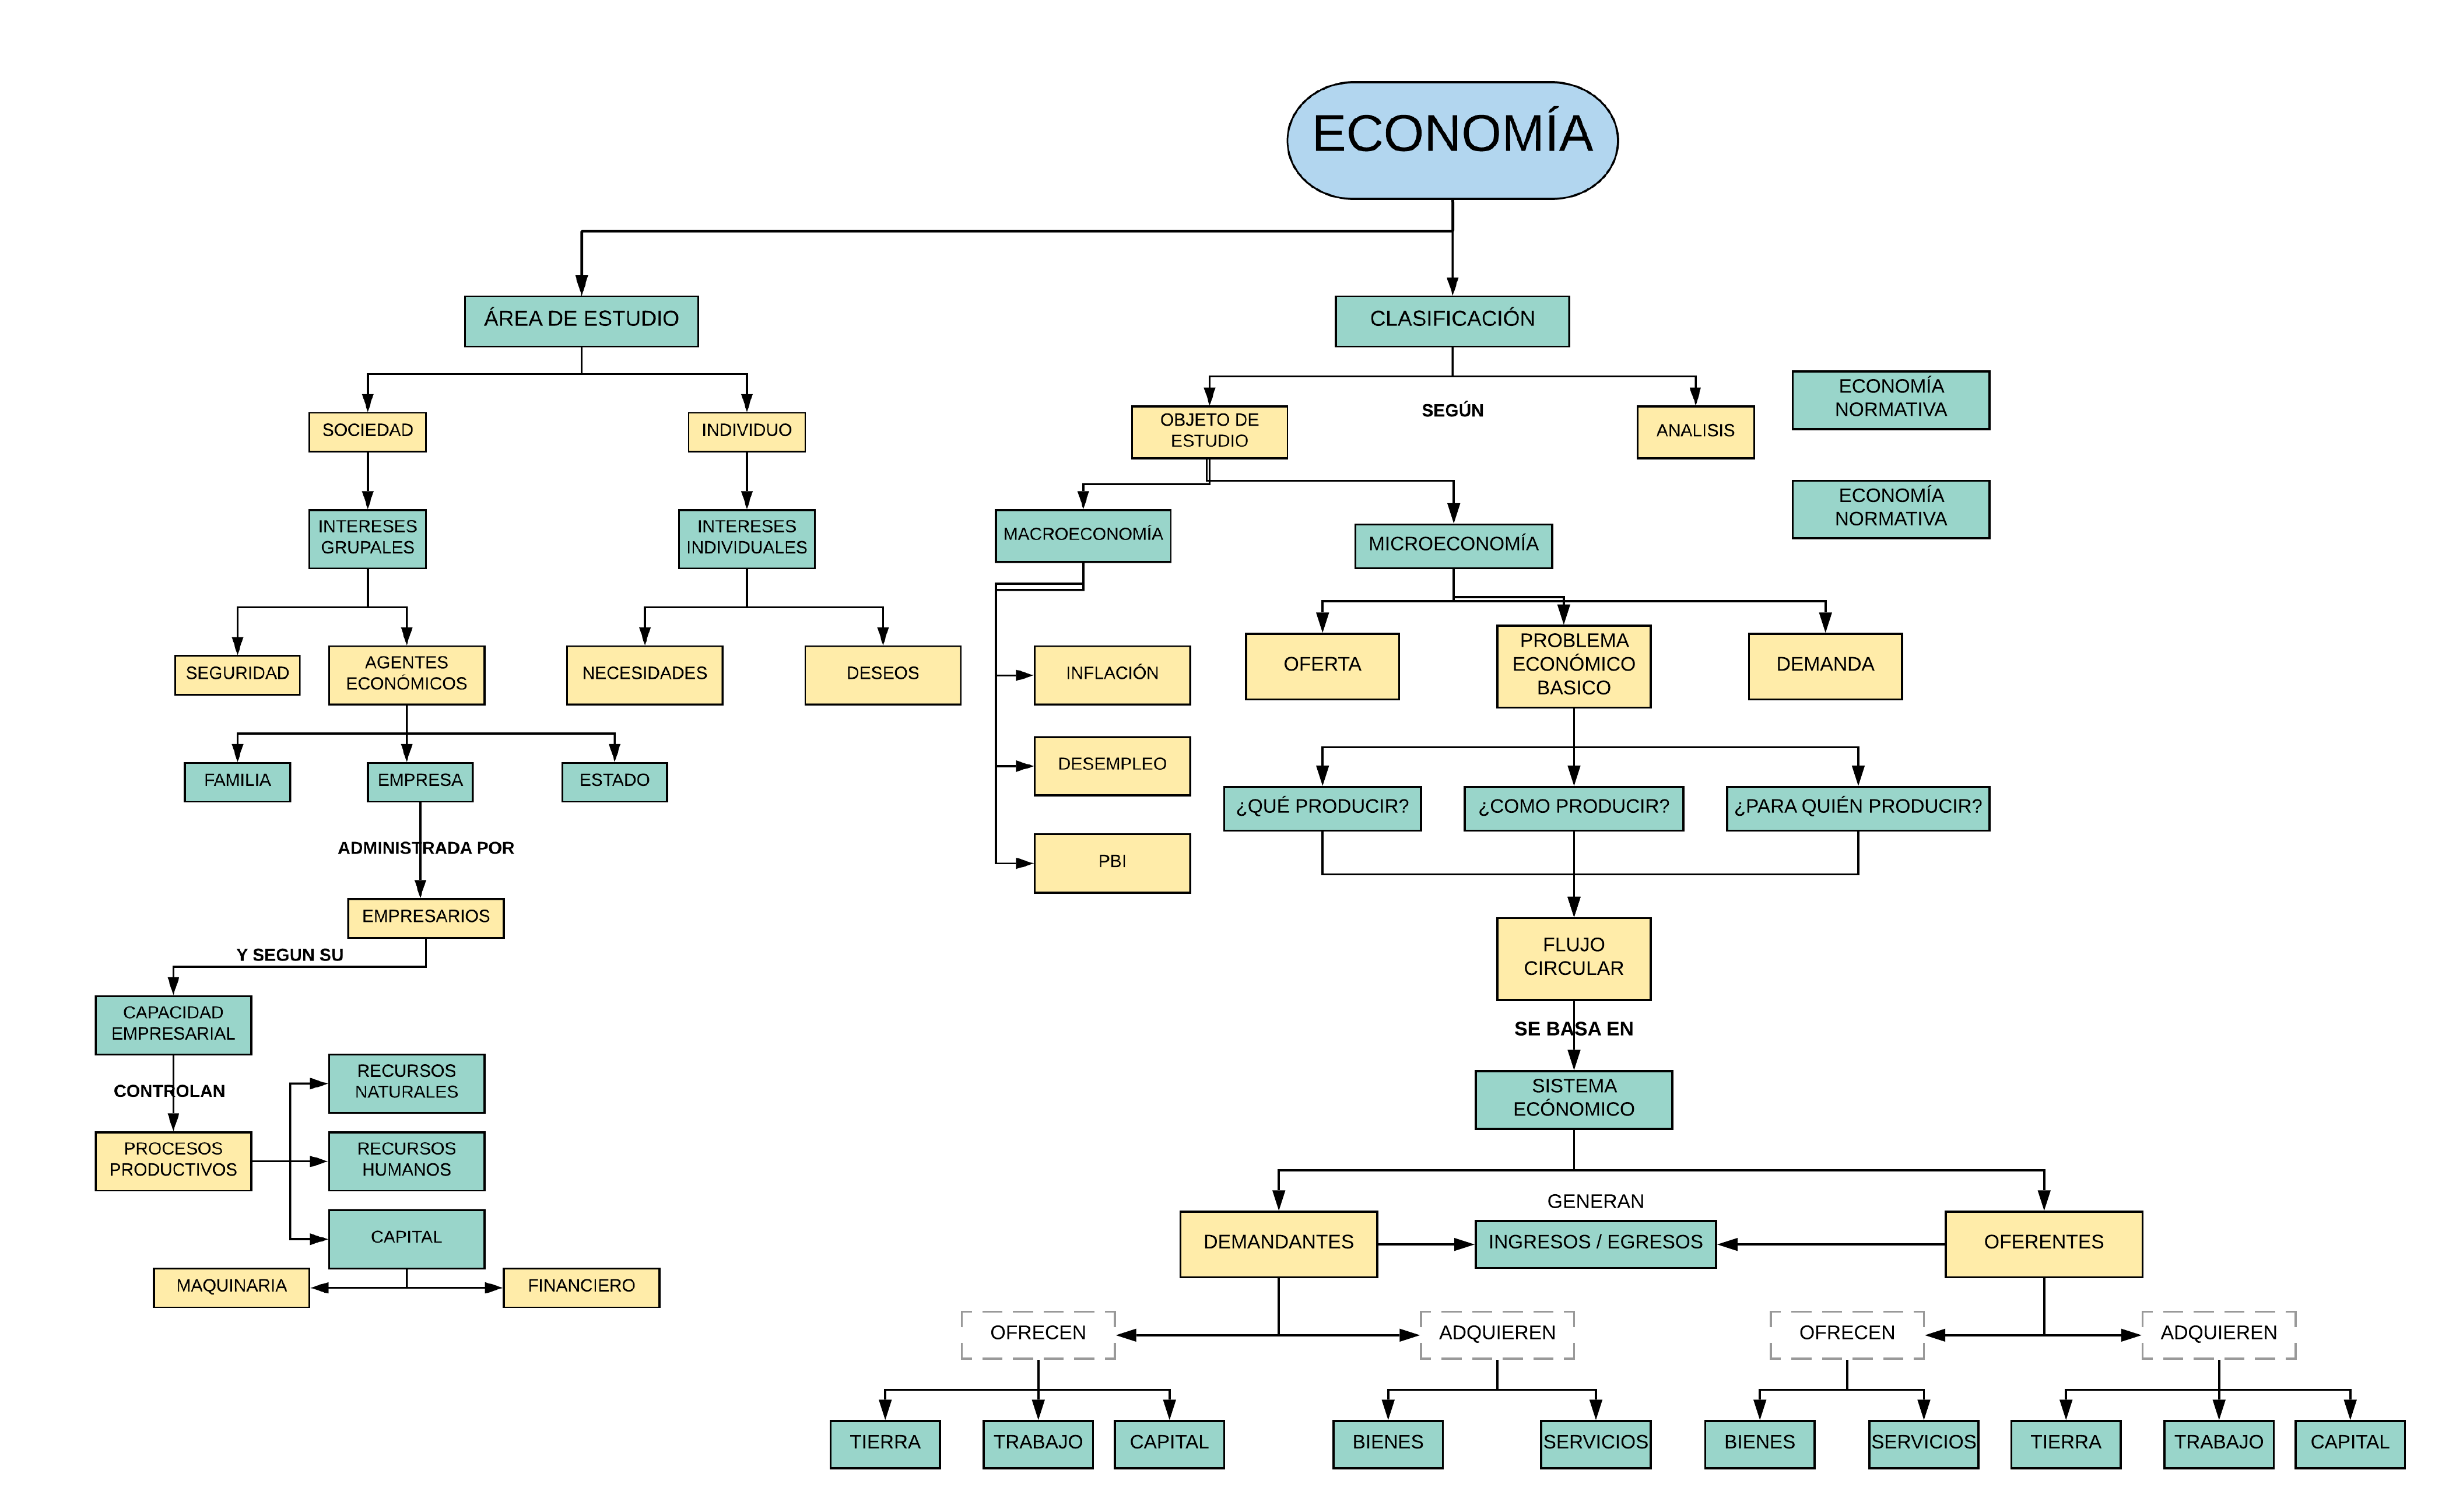 ECONOMÍA
ÁREA DE ESTUDIO
CLASIFICACIÓN
SOCIEDAD
INDIVIDUO
OBJETO DE
ESTUDIO
SEGÚN
ANALISIS
ECONOMÍA
NORMATIVA
ECONOMÍA
NORMATIVA
INTERESES
GRUPALES
INTERESES
INDIVIDUALES
MACROECONOMÍA
MICROECONOMÍA
SEGURIDAD
AGENTES
ECONÓMICOS
NECESIDADES
DESEOS
INFLACIÓN
OFERTA
PROBLEMA
ECONÓMICO
BASICO
DEMANDA
FAMILIA
EMPRESA
ESTADO
DESEMPLEO
¿QUÉ PRODUCIR?
¿COMO PRODUCIR?
¿PARA QUIÉN PRODUCIR?
ADMINISTRADA POR
PBI
EMPRESARIOS
Y SEGUN SU
FLUJO
CIRCULAR
CAPACIDAD
EMPRESARIAL
SE BASA EN
CONTROLAN
RECURSOS
NATURALES
SISTEMA
ECÓNOMICO
PROCESOS
PRODUCTIVOS
RECURSOS
HUMANOS
CAPITAL
GENERAN
DEMANDANTES
INGRESOS / EGRESOS
OFERENTES
MAQUINARIA
FINANCIERO
OFRECEN
ADQUIEREN
OFRECEN
ADQUIEREN
TIERRA
TRABAJO
CAPITAL
BIENES
SERVICIOS
BIENES
SERVICIOS
TIERRA
TRABAJO
CAPITAL